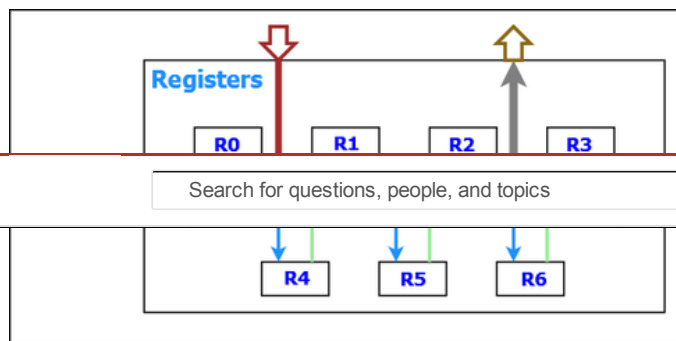 Registers
R0 R1 R2 R3
Search for questions, people, and topics
R4 R5 R6